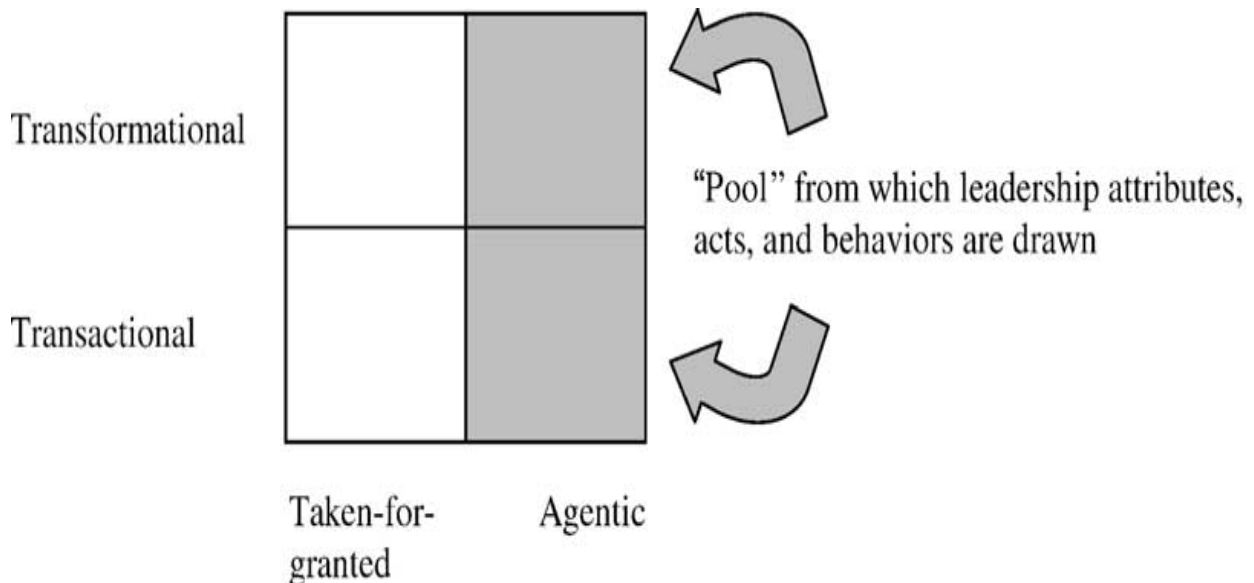 Transformational
“Pool” from which leadership attributes,
acts, and behaviors are drawn
Transactional
Taken-for-
granted
Agentic